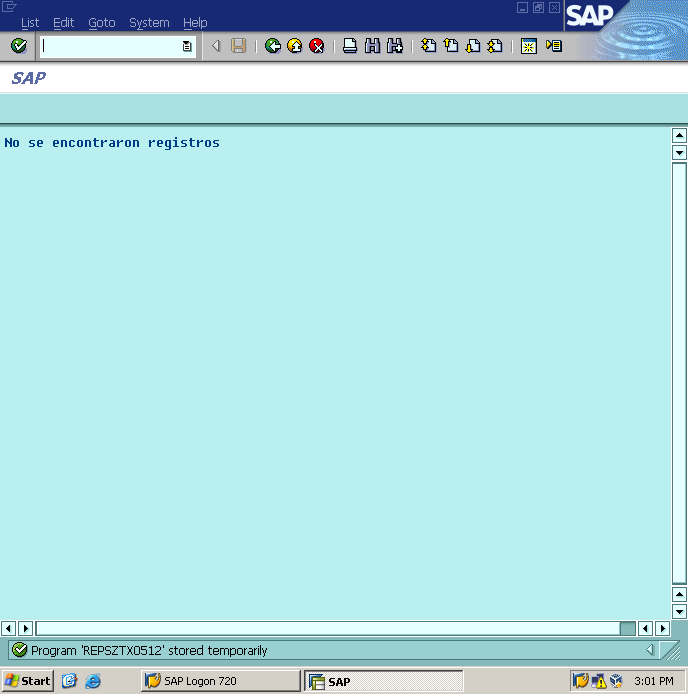 List Edit Goto System Help
SAP
SAP
No se encontraron registros
Program 'REPSZTX0512' stored temporarily
Start SAP Logon 720 SAP 3:01 PM